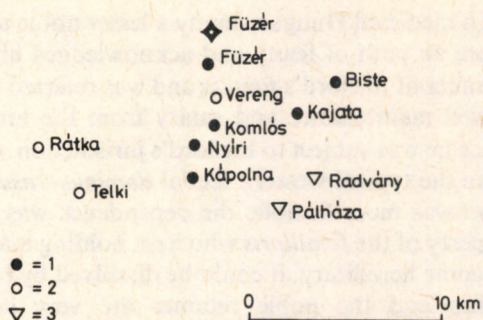 Füzér
Füzér
Biste
Vereng
Kajata
Komlós
Rátka
Nyíri
Kápolna
Radvány
Telki
Pálháza
= 1
= 2
= 3
0 10 km